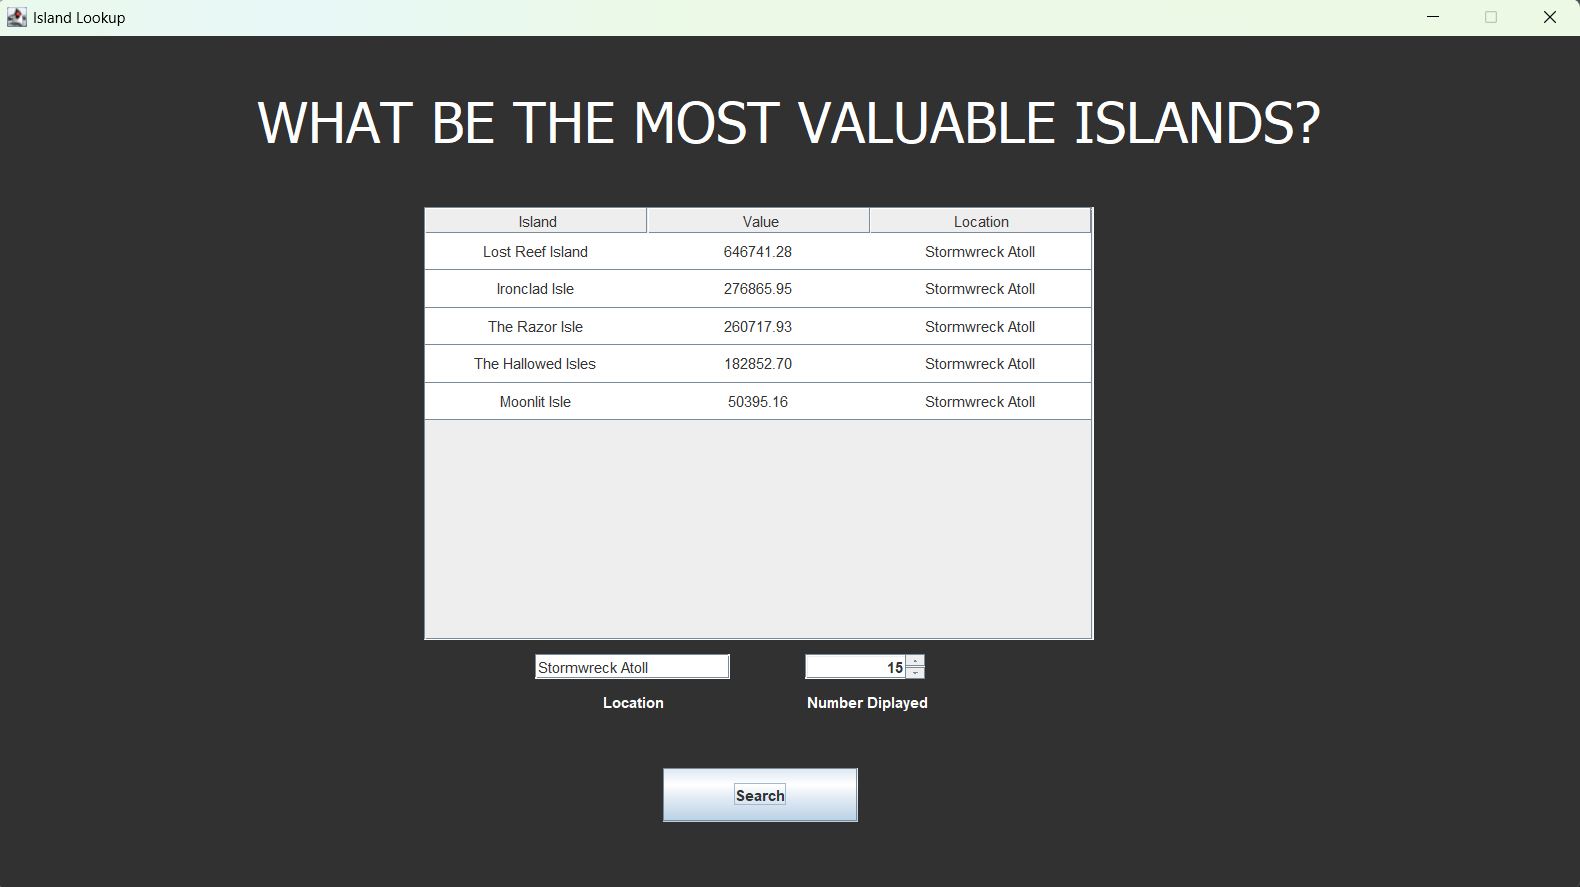 Island Lookup
WHAT BE THE MOST VALUABLE ISLANDS?
Island Value Location
Lost Reef Island 646741.28 Stormwreck Atoll
Ironclad Isle 276865.95 Stormwreck Atoll
The Razor Isle 260717.93 Stormwreck Atoll
The Hallowed Isles 182852.70 Stormwreck Atoll
Moonlit Isle 50395.16 Stormwreck Atoll
Stormwreck Atoll 15
Location Number Diplayed
Search